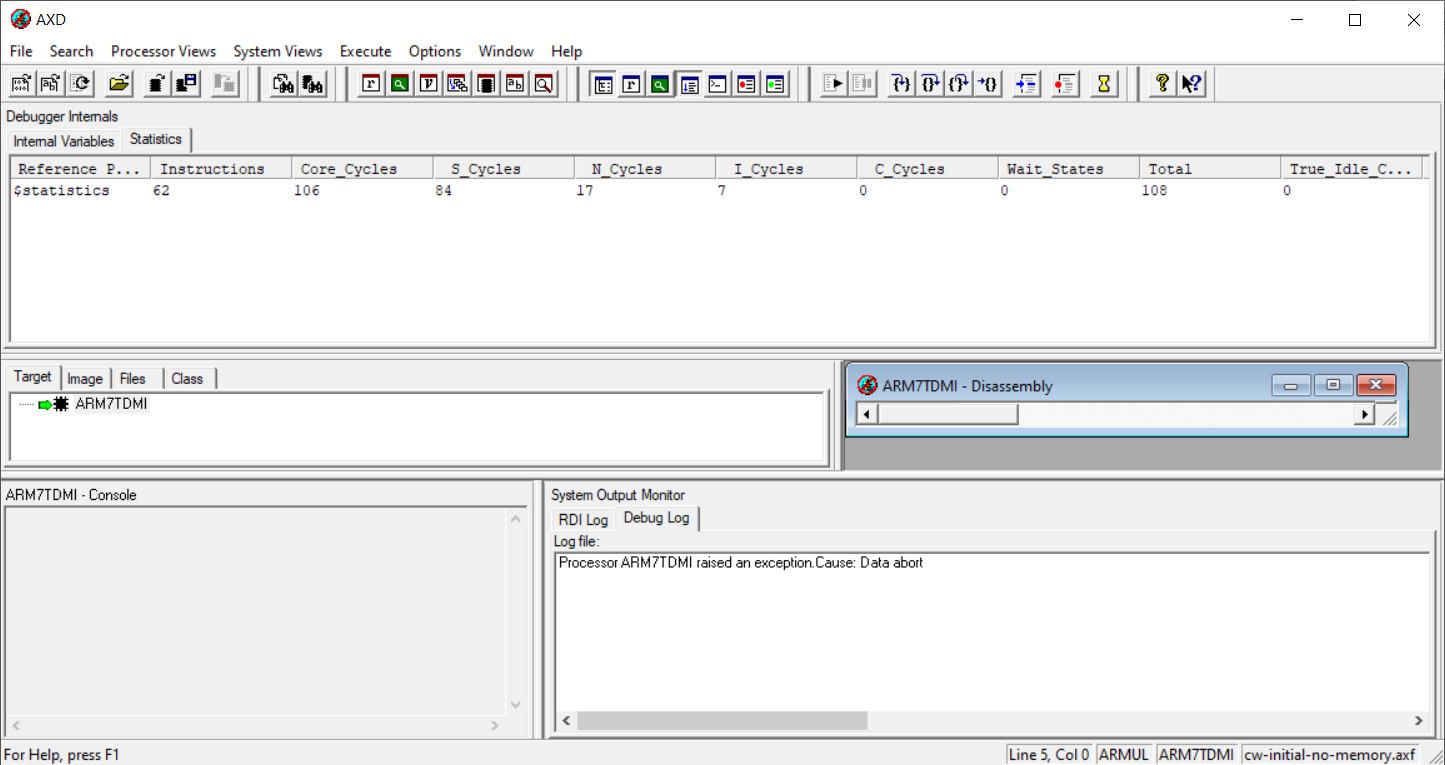 AXD
File Search Processor Views System Views Execute Options Window Help
Debugger Internals
Internal Variables Statistics
Reference P... Instructions Core_Cycles S_Cycles N_Cycles I_Cycles C_Cycles Wait_States Total True_Idle_C...
$statistics 62 106 84 17 7 0 0 108 0
Target Image Files Class
ARM7TDMI
ARM7TDMI - Disassembly
ARM7TDMI - Console
System Output Monitor
RDI Log Debug Log
Log file:
Processor ARM7TDMI raised an exception.Cause: Data abort
For Help, press F1
Line 5, Col 0 ARMUL ARM7TDMI cw-initial-no-memory.axf